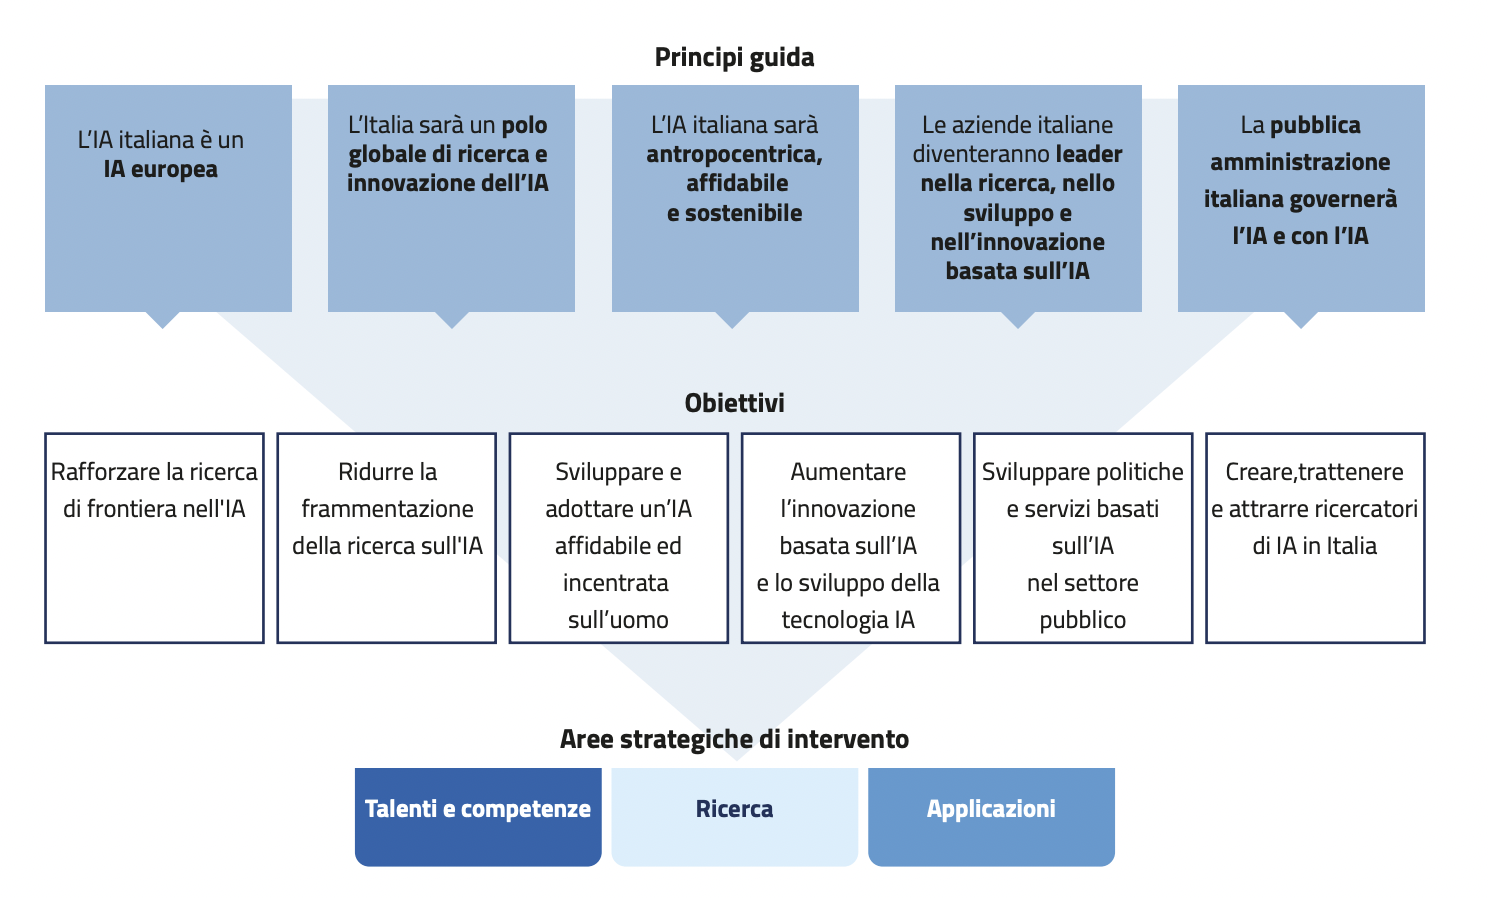 Principi guida
L’IA italiana è un
IA europea
L’Italia sarà un polo
globale di ricerca e
innovazione dell’IA
L’IA italiana sarà
antropocentrica,
affidabile
e sostenibile
Le aziende italiane
diventeranno leader
nella ricerca, nello
sviluppo e
nell’innovazione
basata sull’IA
La pubblica
amministrazione
italiana governerà
l’IA e con l’IA
Obiettivi
Rafforzare la ricerca
di frontiera nell'IA
Ridurre la
frammentazione
della ricerca sull'IA
Sviluppare e
adottare un’IA
affidabile ed
incentrata
sull’uomo
Aumentare
l’innovazione
basata sull’IA
e lo sviluppo della
tecnologia IA
Sviluppare politiche
e servizi basati
sull’IA
nel settore
pubblico
Creare,trattenere
e attrarre ricercatori
di IA in Italia
Aree strategiche di intervento
Talenti e competenze
Ricerca
Applicazioni